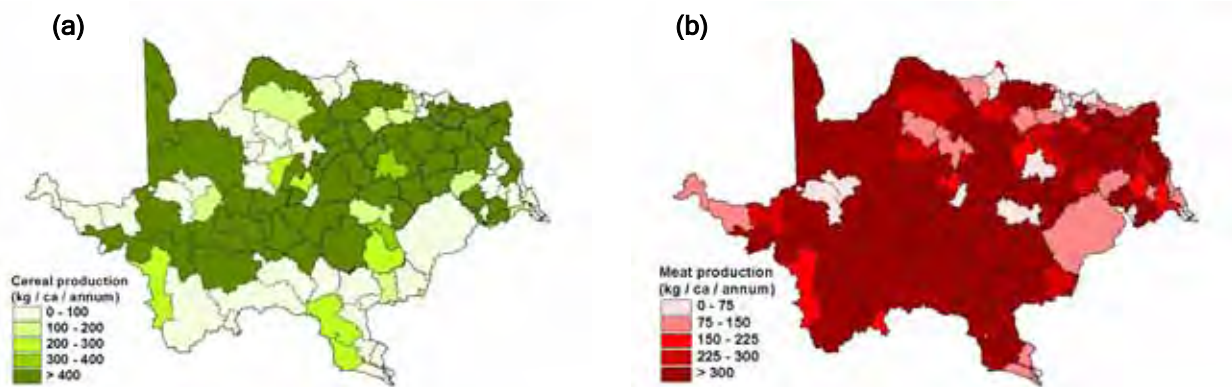 (a)
Cereal production
(kg / ca / annum)
0 - 100
100 - 200
200 - 300
300 - 400
> 400
(b)
Meat production
(kg / ca / annum)
0 - 75
75 - 150
150 - 225
225 - 300
> 300